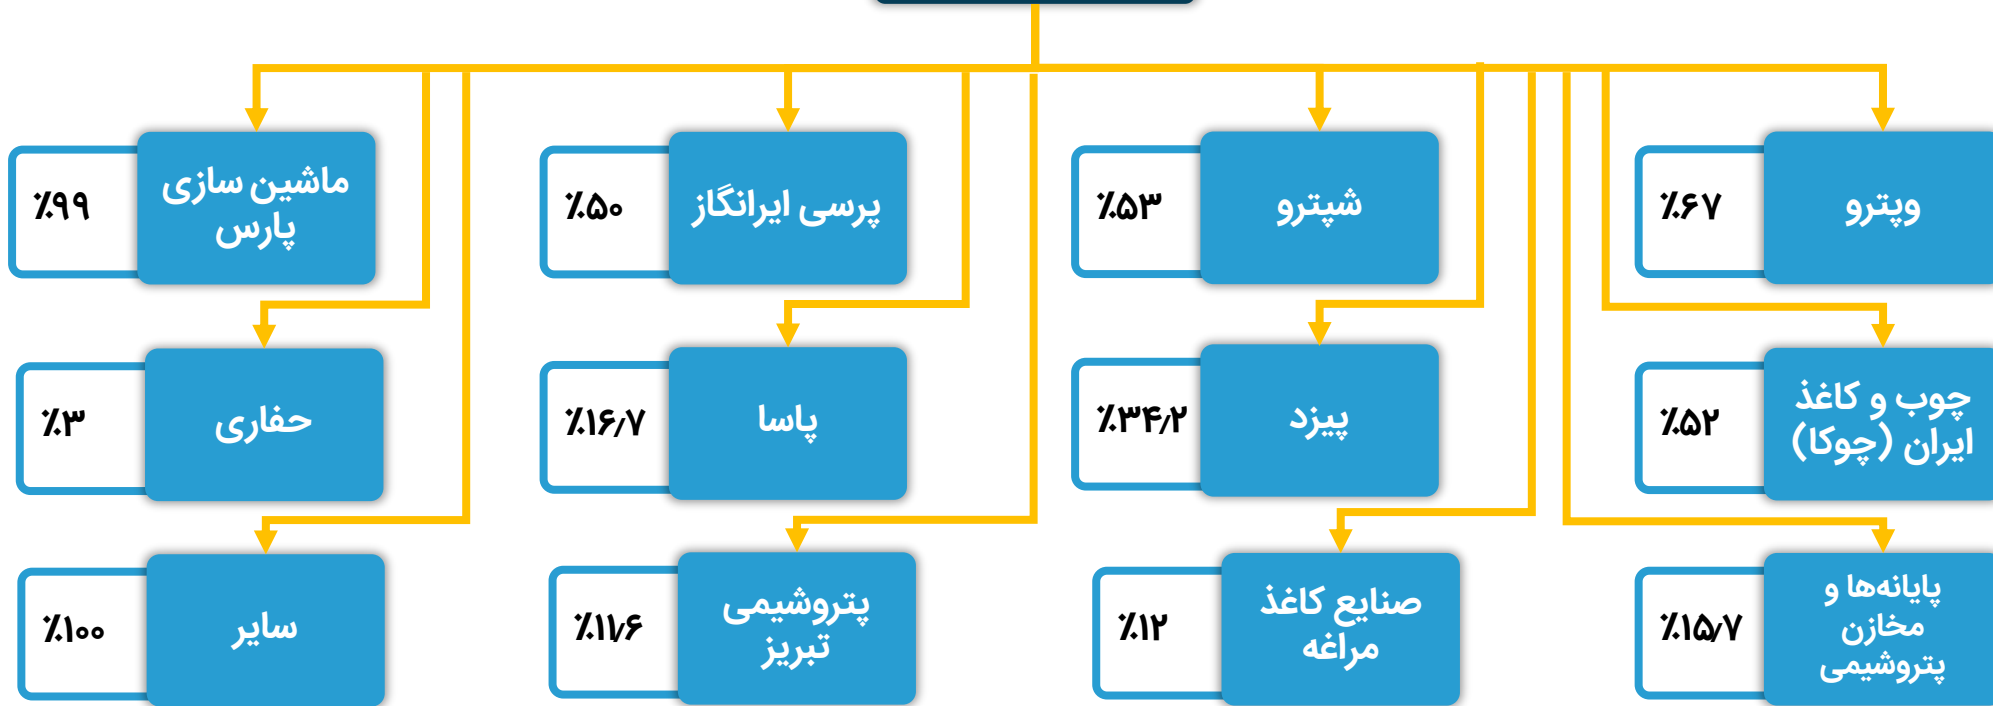 وپترو
٪۶۷
شپترو
٪۵۳
پرسی ایرانگاز
٪۵۰
ماشین سازی
پارس
٪۹۹
چوب و کاغذ
ایران (چوکا)
٪۵۲
پیزد
٪۳۴٫۲
پاسا
٪۱۶٫۷
حفاری
٪۳
پایانه‌ها و
مخازن
پتروشیمی
٪۱۵٫۷
صنایع کاغذ
مراغه
٪۱۲
پتروشیمی
تبریز
٪۱۱٫۶
سایر
٪۱۰۰